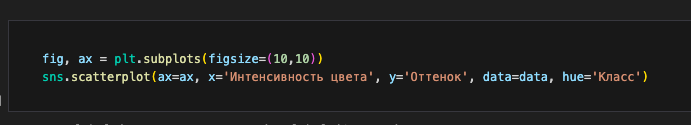 fig, ax = plt.subplots(figsize=(10,10))
sns.scatterplot(ax=ax, x='Интенсивность цвета', y='Оттенок', data=data, hue='Класс')